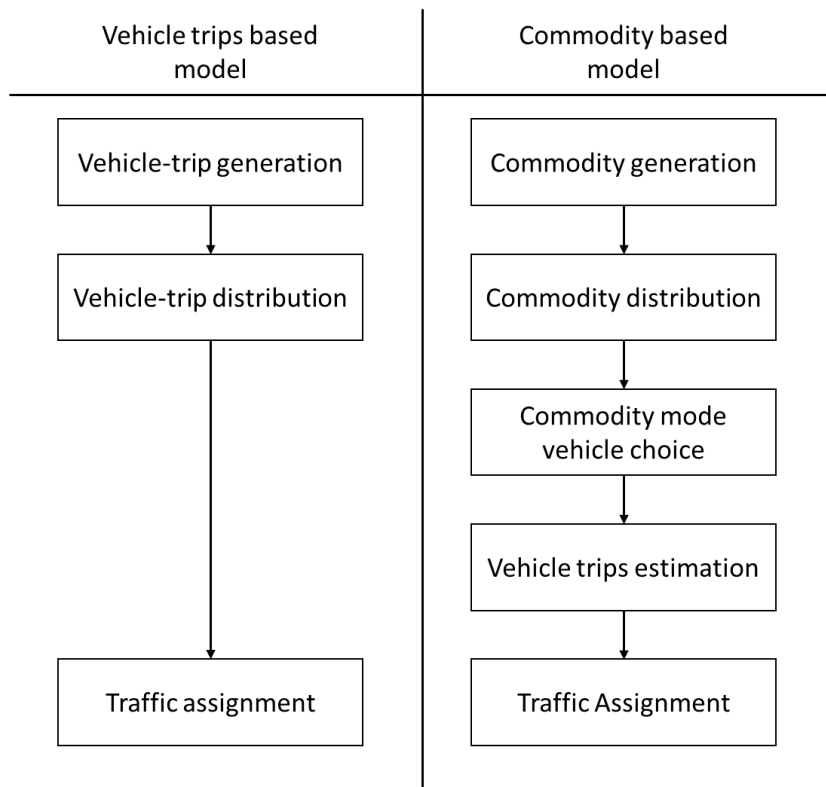 Vehicle trips based
model
Vehicle-trip generation
Vehicle-trip distribution
Traffic assignment
Commodity based
model
Commodity generation
Commodity distribution
Commodity mode
vehicle choice
Vehicle trips estimation
Traffic Assignment